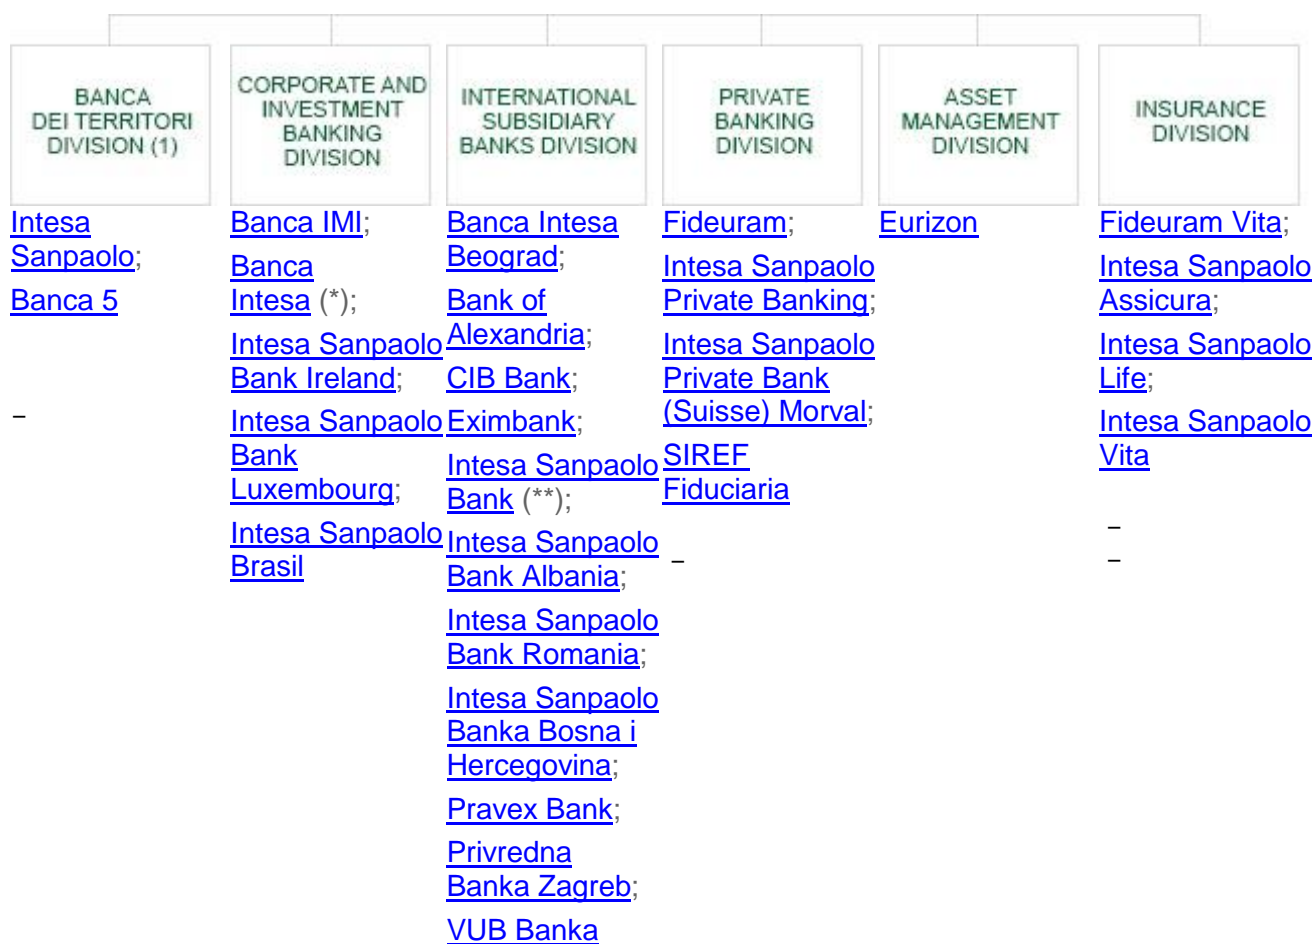 BANCA
DEI TERRITORI
DIVISION (1)
CORPORATE AND
INVESTMENT
BANKING
DIVISION
INTERNATIONAL
SUBSIDIARY
BANKS DIVISION
PRIVATE
BANKING
DIVISION
ASSET
MANAGEMENT
DIVISION
INSURANCE
DIVISION
Intesa
Sanpaolo;
Banca 5
–
Banca IMI;
Banca
Intesa (*);
Intesa Sanpaolo
Bank Ireland;
Intesa Sanpaolo
Bank
Luxembourg;
Intesa Sanpaolo
Brasil
Banca Intesa
Beograd;
Bank of
Alexandria;
CIB Bank;
Eximbank;
Intesa Sanpaolo
Bank (**);
Intesa Sanpaolo
Bank Albania;
Intesa Sanpaolo
Bank Romania;
Intesa Sanpaolo
Banka Bosna i
Hercegovina;
Pravex Bank;
Privredna
Banka Zagreb;
VUB Banka
Fideuram;
Intesa Sanpaolo
Private Banking;
Intesa Sanpaolo
Private Bank
(Suisse) Morval;
SIREF
Fiduciaria
–
Eurizon
Fideuram Vita;
Intesa Sanpaolo
Assicura;
Intesa Sanpaolo
Life;
Intesa Sanpaolo
Vita
–
–